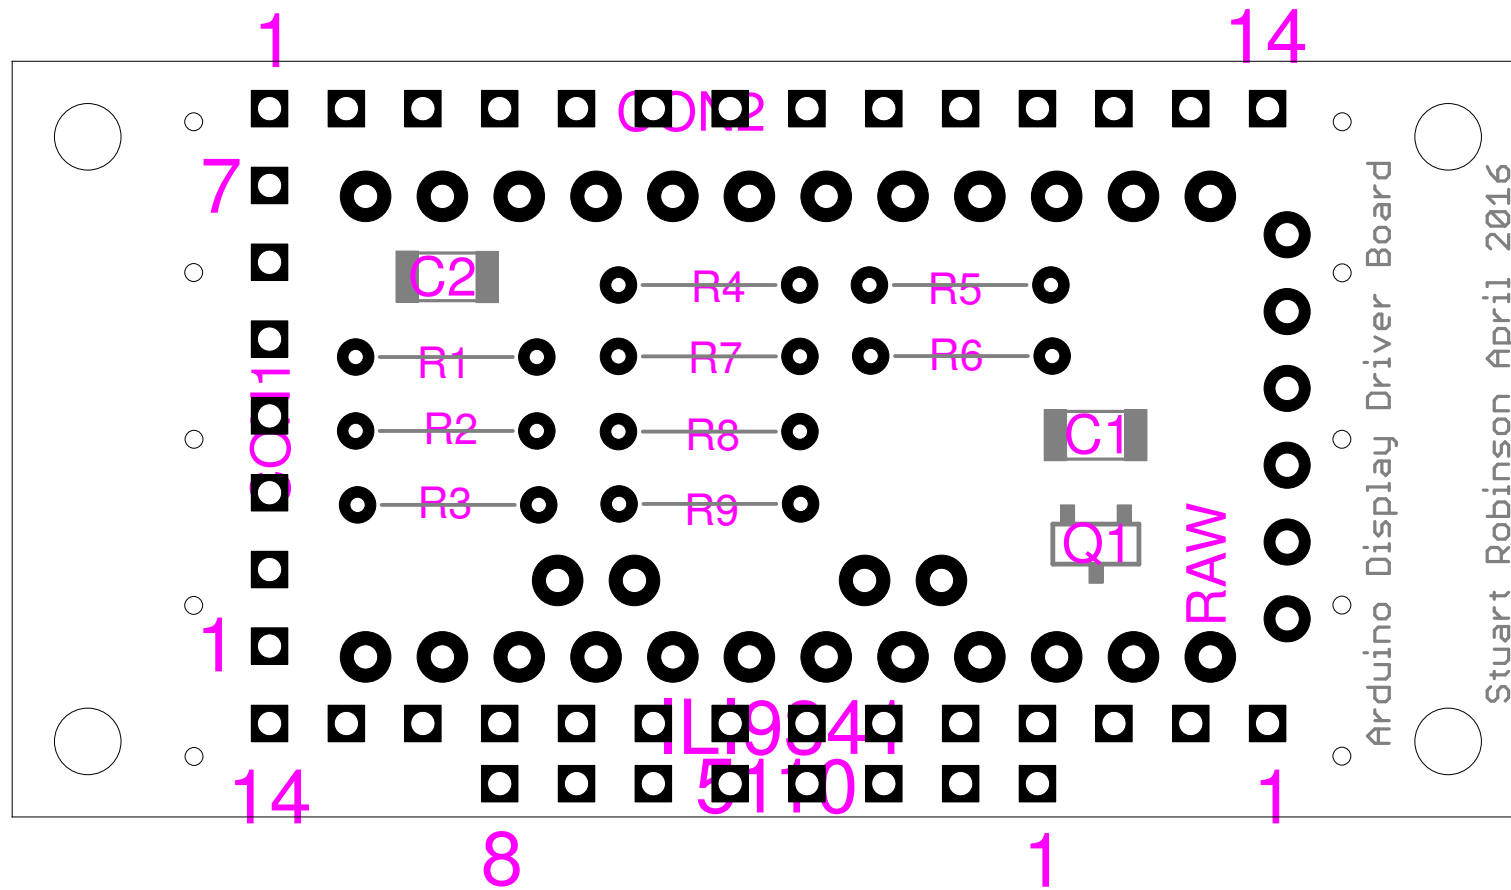 1
14
CON2
7
C2
R4
R5
R1
R7
R6
CON1
R2
R8
C1
R3
R9
Q1
RAW
1
ILI9341
5110
14
1
8
1
Arduino Display Driver Board
Stuart Robinson April 2016